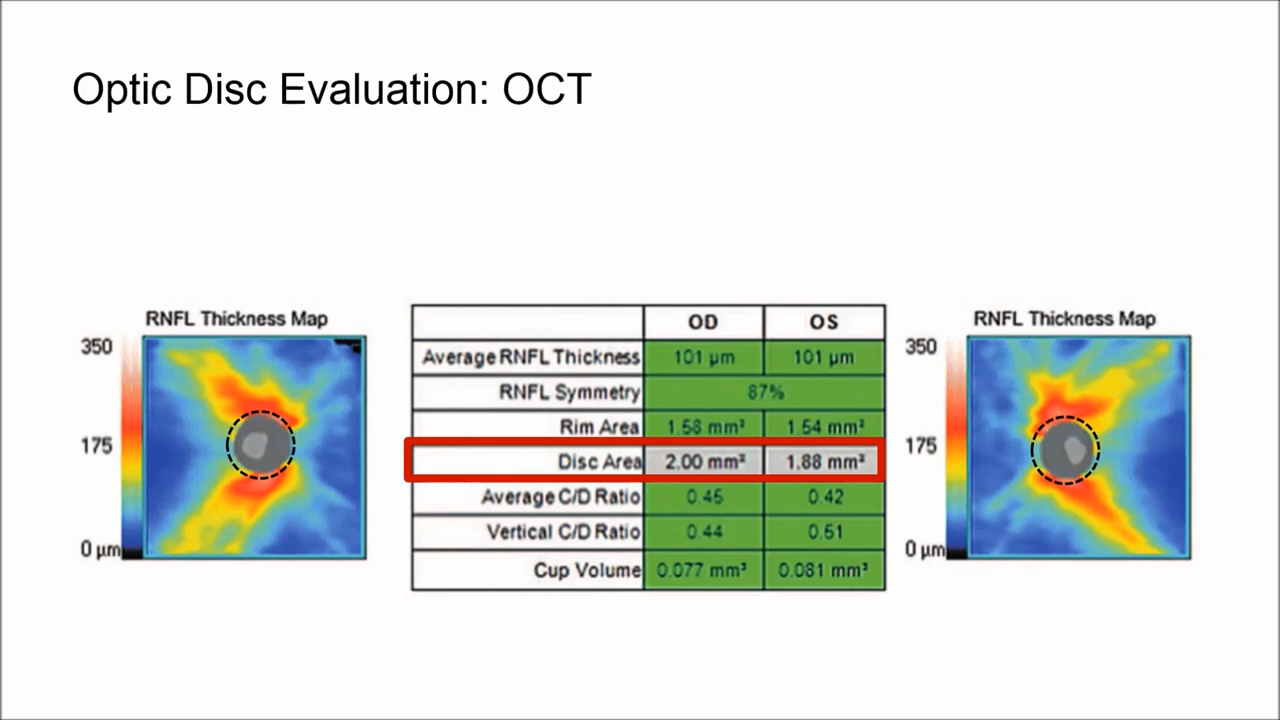 Optic Disc Evaluation: OCT
RNFL Thickness Map
350
175
0 µm
OD OS
Average RNFL Thickness 101 µm 101 µm
RNFL Symmetry 87%
Rim Area 1.58 mm² 1.54 mm²
Disc Area 2.00 mm² 1.88 mm²
Average C/D Ratio 0.45 0.42
Vertical C/D Ratio 0.44 0.51
Cup Volume 0.077 mm³ 0.081 mm³
RNFL Thickness Map
350
175
0 µm